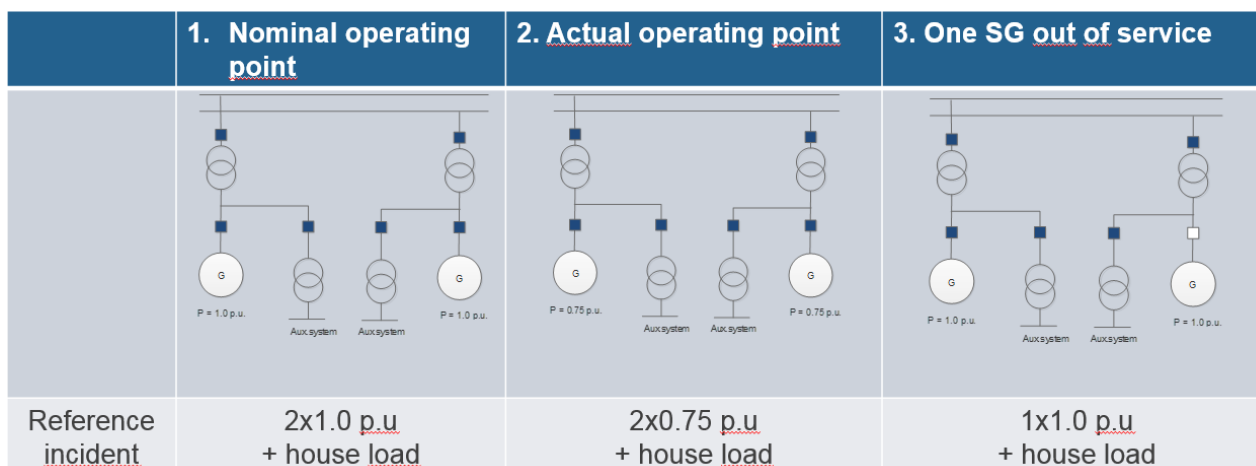 1. Nominal operating point
2. Actual operating point
3. One SG out of service
G
G
P = 1.0 p.u.
P = 1.0 p.u.
Aux.system
Aux.system
G
G
P = 0.75 p.u.
P = 0.75 p.u.
Aux.system
Aux.system
G
G
P = 1.0 p.u.
P = 1.0 p.u.
Aux.system
Aux.system
Reference incident
2x1.0 p.u
+ house load
2x0.75 p.u
+ house load
1x1.0 p.u
+ house load